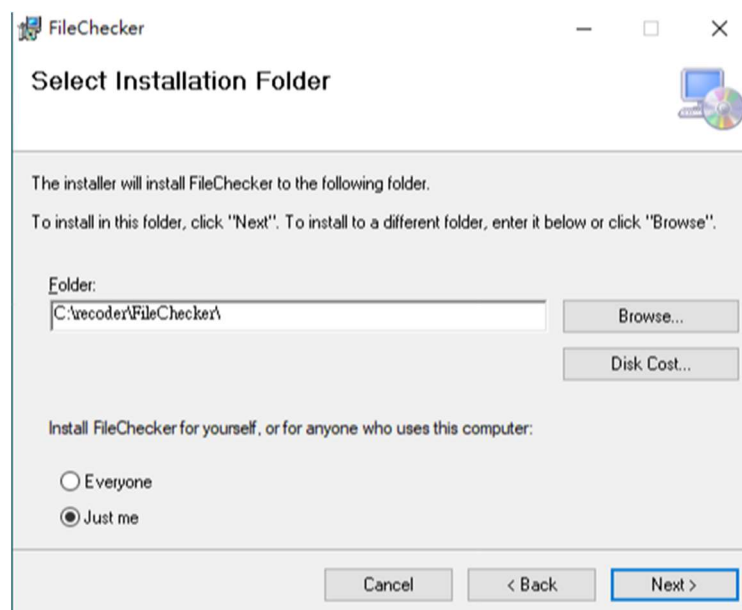 FileChecker
Select Installation Folder
The installer will install FileChecker to the following folder.
To install in this folder, click "Next". To install to a different folder, enter it below or click "Browse".
Folder:
C:\recoder\FileChecker\
Browse...
Disk Cost...
Install FileChecker for yourself, or for anyone who uses this computer:
Everyone
Just me
Cancel
< Back
Next >